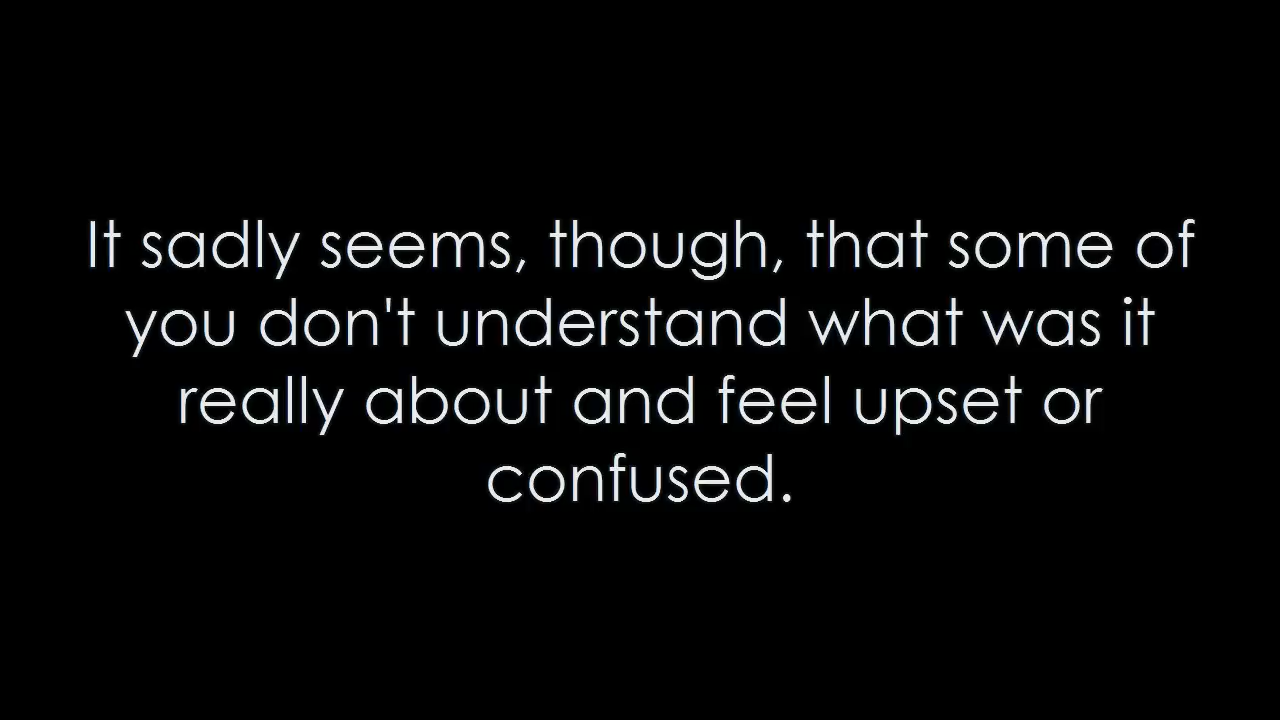 It sadly seems, though, that some of
you don't understand what was it
really about and feel upset or
confused.